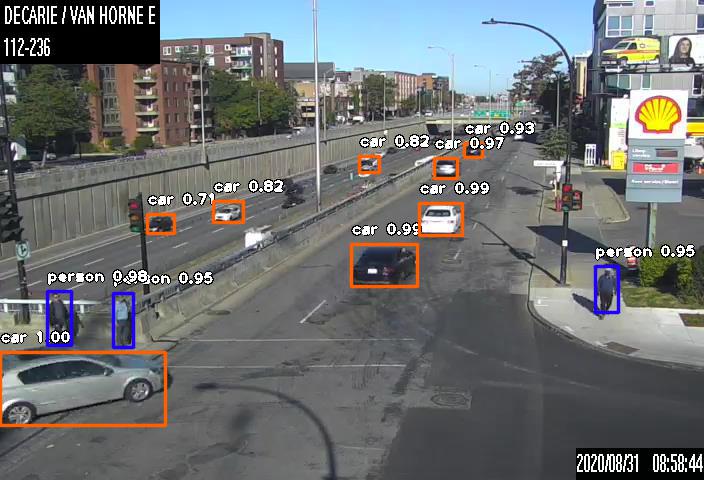 DECARIE / VAN HORNE E
112-236
car 0.93
car 0.82
car 0.97
car 0.71
car 0.82
car 0.99
car 0.99
person 0.95
person 0.98
person 0.95
car 1.00
2020/08/31 08:58:44